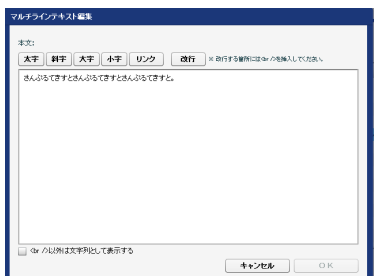 マルチラインテキスト編集
本文:
太字 斜字 大字 小字 リンク 改行 ※ 改行する箇所には<br />を挿入してください。
さんぷるてきすとさんぷるてきすとさんぷるてきすと。
<br />以外は文字列として表示する
キャンセル OK